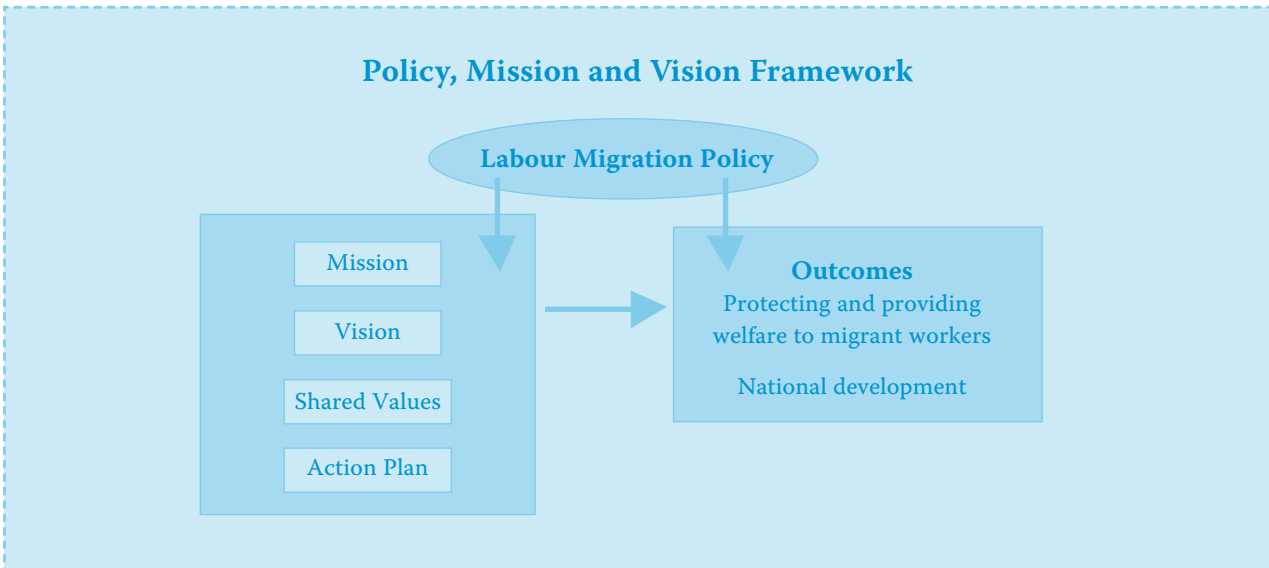 Policy, Mission and Vision Framework
Labour Migration Policy
Mission
Vision
Shared Values
Action Plan
Outcomes
Protecting and providing
welfare to migrant workers
National development